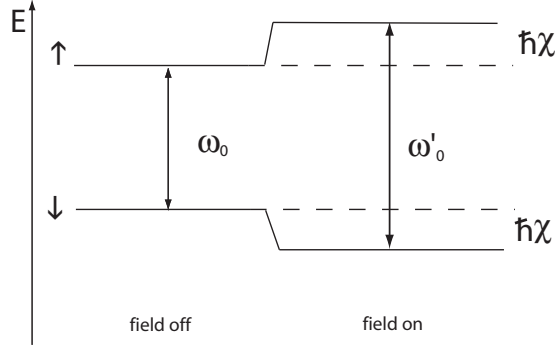 E
↑
ħχ
ω₀
ω'₀
↓
ħχ
field off
field on